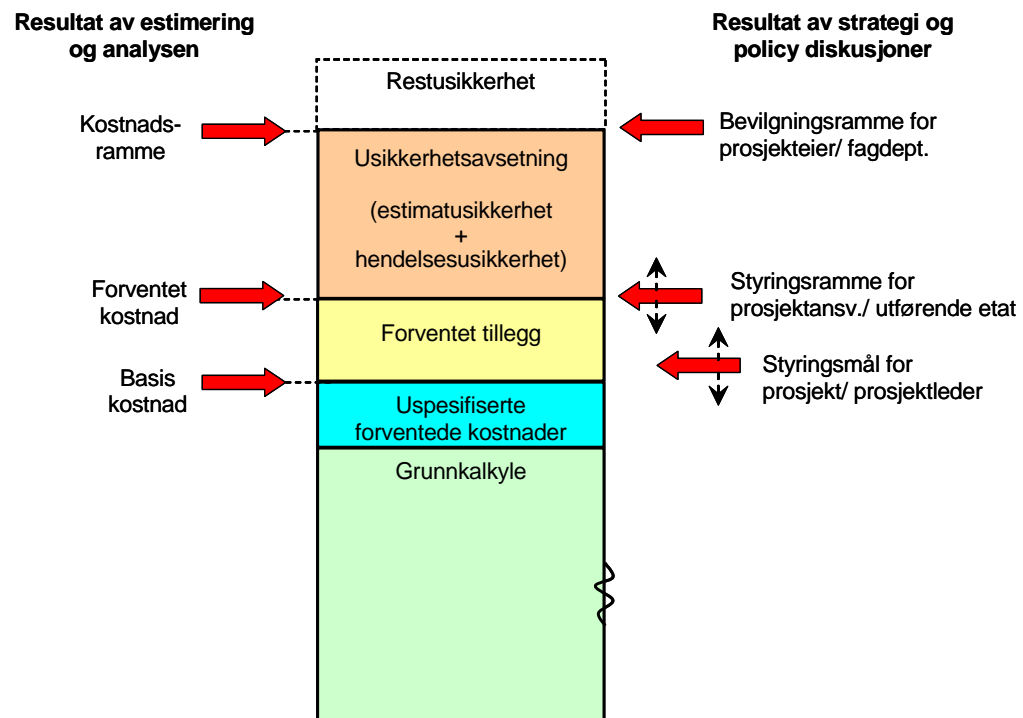 Resultat av estimering
og analysen
Resultat av strategi og
policy diskusjoner
Restusikkerhet
Kostnads-
ramme
Bevilgningsramme for
prosjekteier/ fagdept.
Usikkerhetsavsetning
(estimatusikkerhet
+
hendelsesusikkerhet)
Forventet
kostnad
Styringsramme for
prosjektansv./ utførende etat
Forventet tillegg
Styringsmål for
prosjekt/ prosjektleder
Basis
kostnad
Uspesifiserte
forventede kostnader
Grunnkalkyle